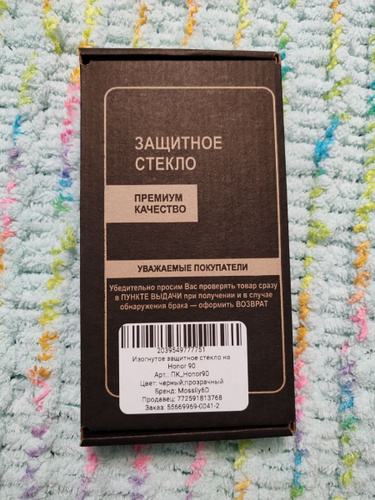 ЗАЩИТНОЕ
СТЕКЛО
ПРЕМИУМ
КАЧЕСТВО
УВАЖАЕМЫЕ ПОКУПАТЕЛИ
Убедительно просим Вас проверять товар сразу
в ПУНКТЕ ВЫДАЧИ при получении и в случае
обнаружения брака — оформить ВОЗВРАТ
2039549777751
Изогнутое защитное стекло на
Honor 90
Арт.: ПК_Honor90
Цвет: черный;прозрачный
Бренд: Mossily60
Продавец: 772591813768
Заказ: 55669969-0041-2